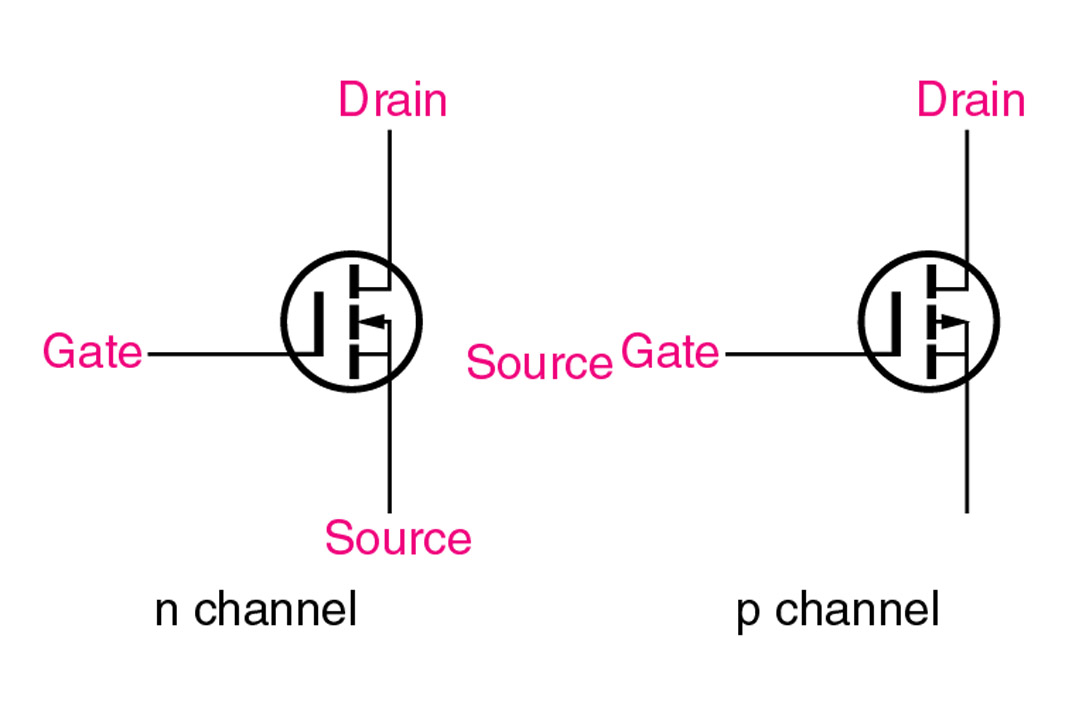 Drain
Drain
Gate
Source
Gate
Source
n channel
p channel